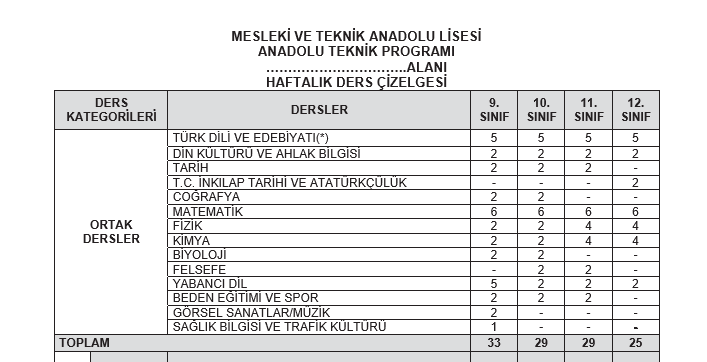 MESLEKİ VE TEKNİK ANADOLU LİSESİ
ANADOLU TEKNİK PROGRAMI
……………………………..ALANI
HAFTALIK DERS ÇİZELGESİ
DERS KATEGORİLERİ DERSLER 9. SINIF 10. SINIF 11. SINIF 12. SINIF
ORTAK DERSLER
TÜRK DİLİ VE EDEBİYATI(*) 5 5 5 5
DİN KÜLTÜRÜ VE AHLAK BİLGİSİ 2 2 2 2
TARİH 2 2 2 -
T.C. İNKILAP TARİHİ VE ATATÜRKÇÜLÜK - - - 2
COĞRAFYA 2 2 - -
MATEMATİK 6 6 6 6
FİZİK 2 2 4 4
KİMYA 2 2 4 4
BİYOLOJİ 2 2 - -
FELSEFE - 2 2 -
YABANCI DİL 5 2 2 2
BEDEN EĞİTİMİ VE SPOR 2 2 2 -
GÖRSEL SANATLAR/MÜZİK 2 - - -
SAĞLIK BİLGİSİ VE TRAFİK KÜLTÜRÜ 1 - - -
TOPLAM 33 29 29 25